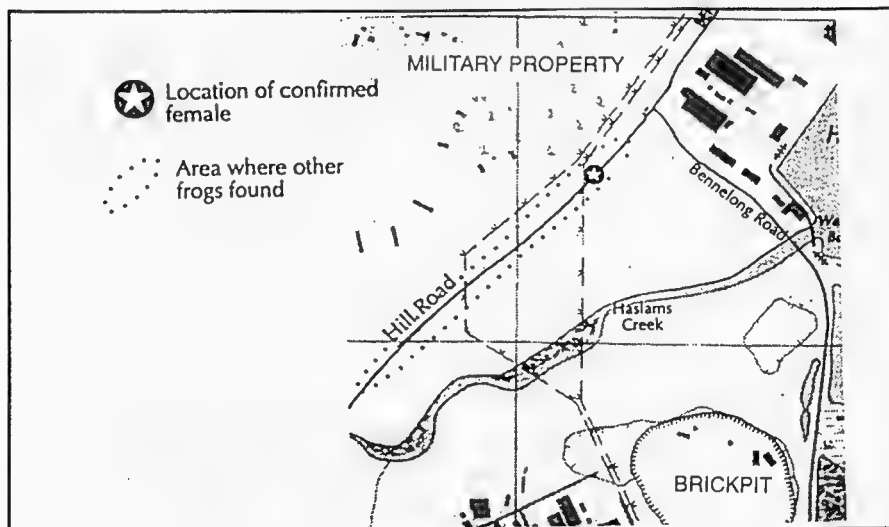 MILITARY PROPERTY
Location of confirmed
female
Area where other
frogs found
Bennelong Road
Hill Road
Haslams
Creek
BRICKPIT